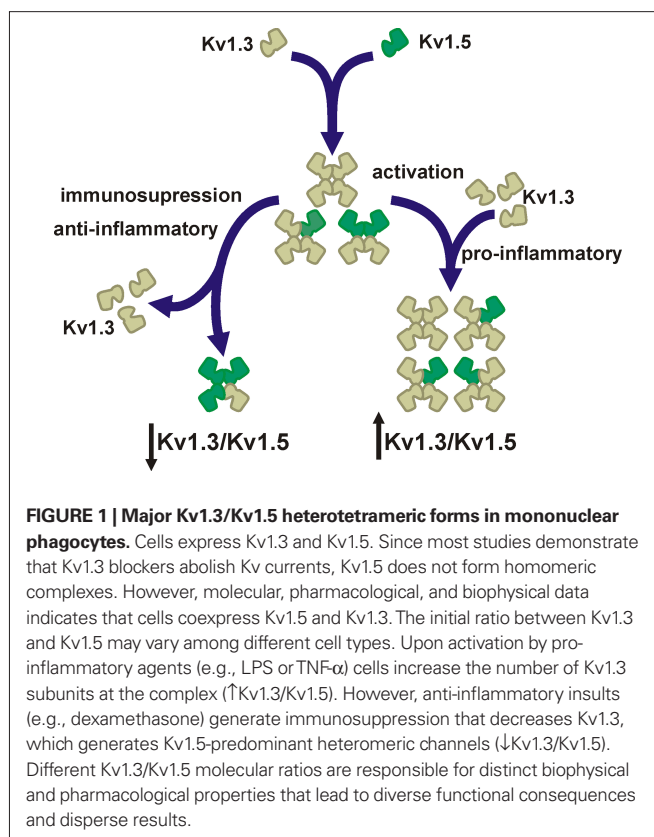 Kv1.3
Kv1.5
activation
immunosupression
Kv1.3
anti-inflammatory
pro-inflammatory
Kv1.3
↓Kv1.3/Kv1.5
↑Kv1.3/Kv1.5
FIGURE 1 | Major Kv1.3/Kv1.5 heterotetrameric forms in mononuclear
phagocytes. Cells express Kv1.3 and Kv1.5. Since most studies demonstrate
that Kv1.3 blockers abolish Kv currents, Kv1.5 does not form homomeric
complexes. However, molecular, pharmacological, and biophysical data
indicates that cells coexpress Kv1.5 and Kv1.3. The initial ratio between Kv1.3
and Kv1.5 may vary among different cell types. Upon activation by pro-
inflammatory agents (e.g., LPS or TNF-α) cells increase the number of Kv1.3
subunits at the complex (↑Kv1.3/Kv1.5). However, anti-inflammatory insults
(e.g., dexamethasone) generate immunosuppression that decreases Kv1.3,
which generates Kv1.5-predominant heteromeric channels (↓Kv1.3/Kv1.5).
Different Kv1.3/Kv1.5 molecular ratios are responsible for distinct biophysical
and pharmacological properties that lead to diverse functional consequences
and disperse results.